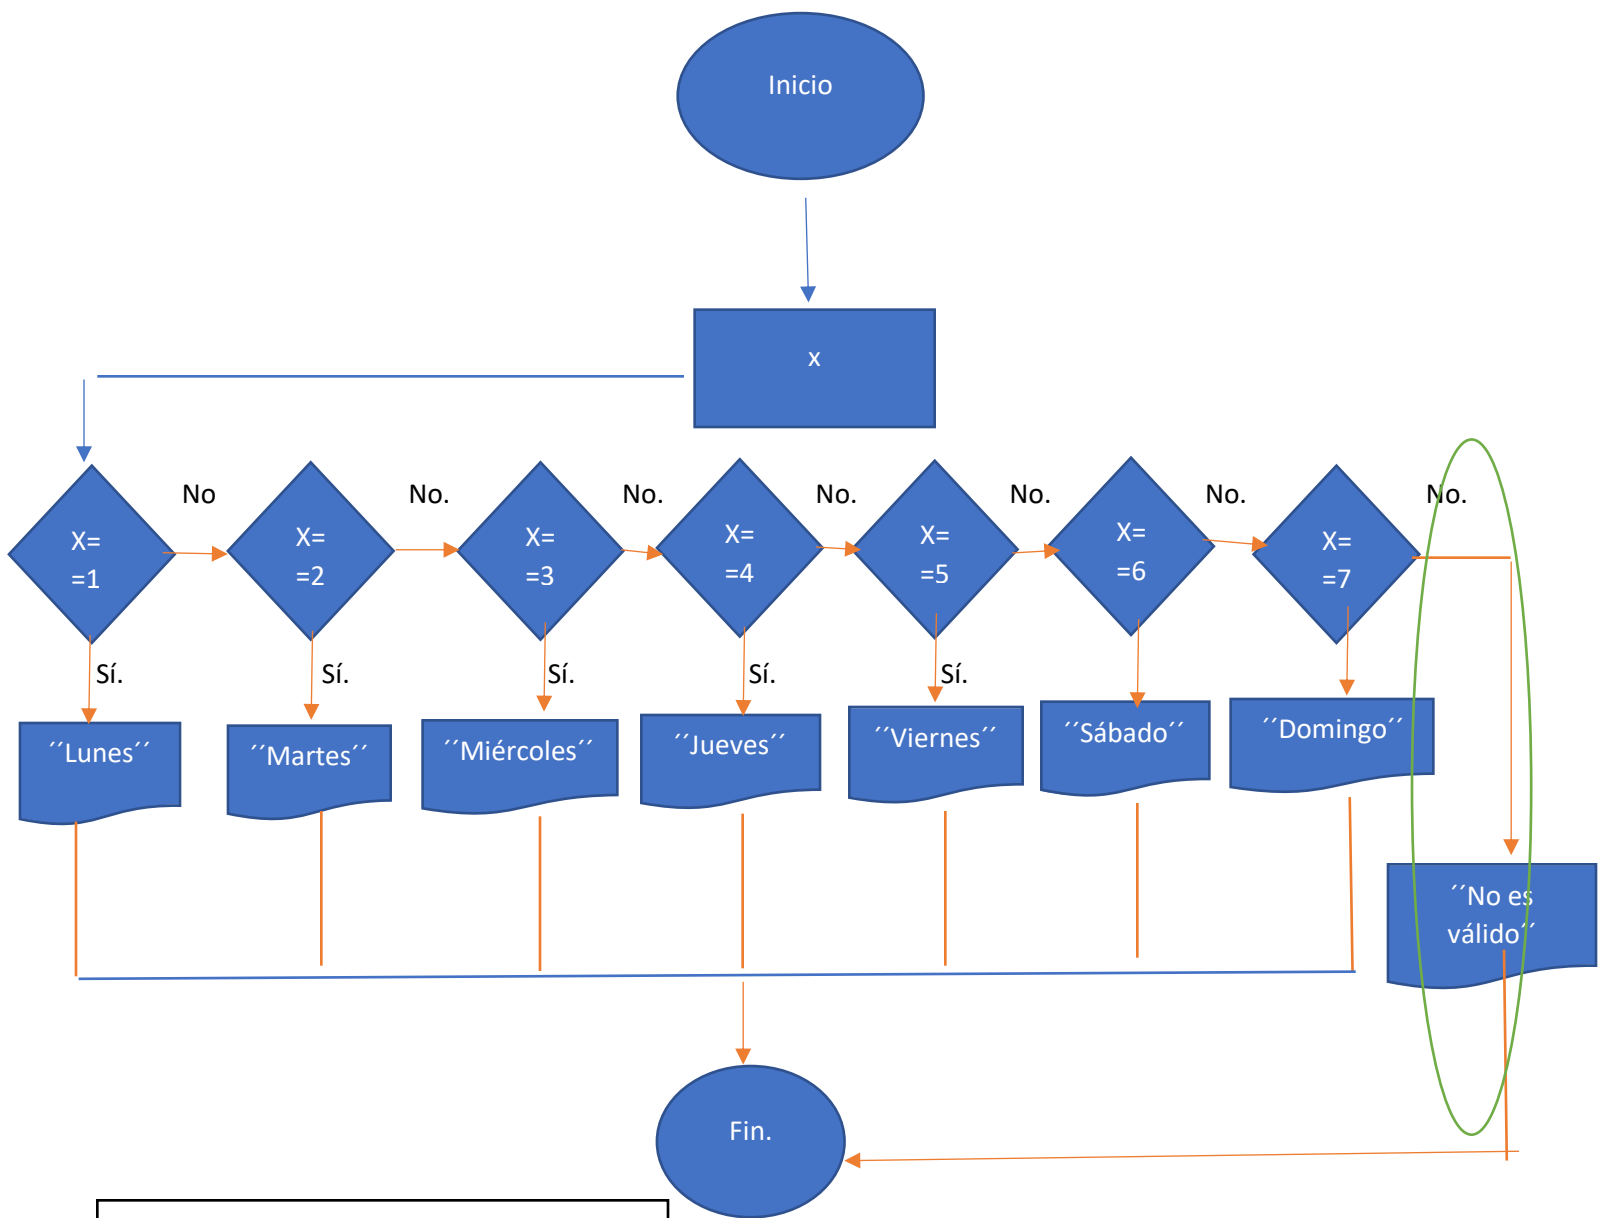 Inicio
x
No
No.
No.
No.
No.
No.
No.
X=
=1
X=
=2
X=
=3
X=
=4
X=
=5
X=
=6
X=
=7
Sí.
Sí.
Sí.
Sí.
Sí.
´´Lunes´´
´´Martes´´
´´Miércoles´´
´´Jueves´´
´´Viernes´´
´´Sábado´´
´´Domingo´´
´´No es
válido´´
Fin.